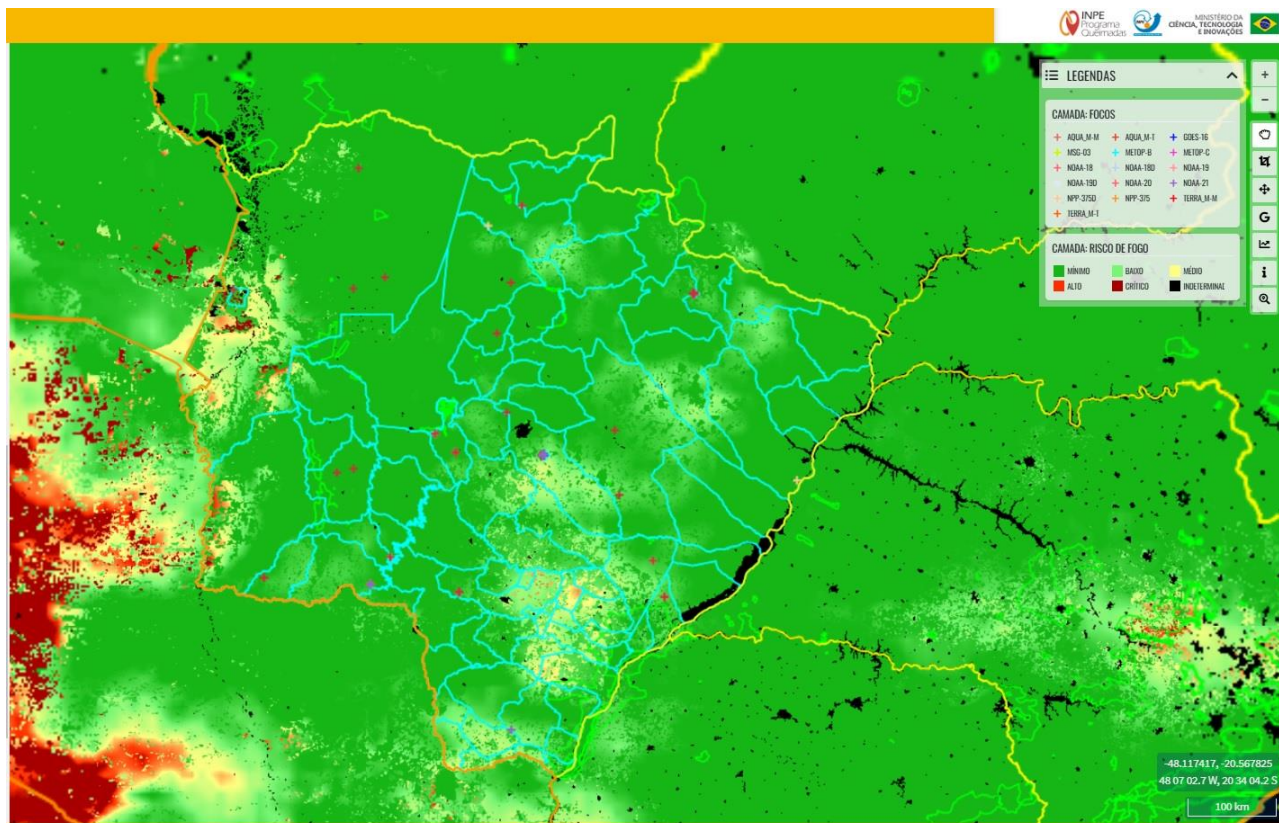 INPE
Programa
Queimadas
MINISTÉRIO DA
CIÊNCIA, TECNOLOGIA
E INOVAÇÕES
LEGENDAS
CAMADA: FOCOS
AQUA_M-M AQUA_M-T GOES-16
MSG-03 METOP-B METOP-C
NOAA-18 NOAA-18D NOAA-19
NOAA-19D NOAA-20 NOAA-21
NPP-375D NPP-375 TERRA_M-M
TERRA_M-T
CAMADA: RISCO DE FOGO
MÍNIMO BAIXO MÉDIO
ALTO CRÍTICO INDETERMINAD
-48.117417, -20.567825
48 07 02.7 W, 20 34 04.2 S
100 km